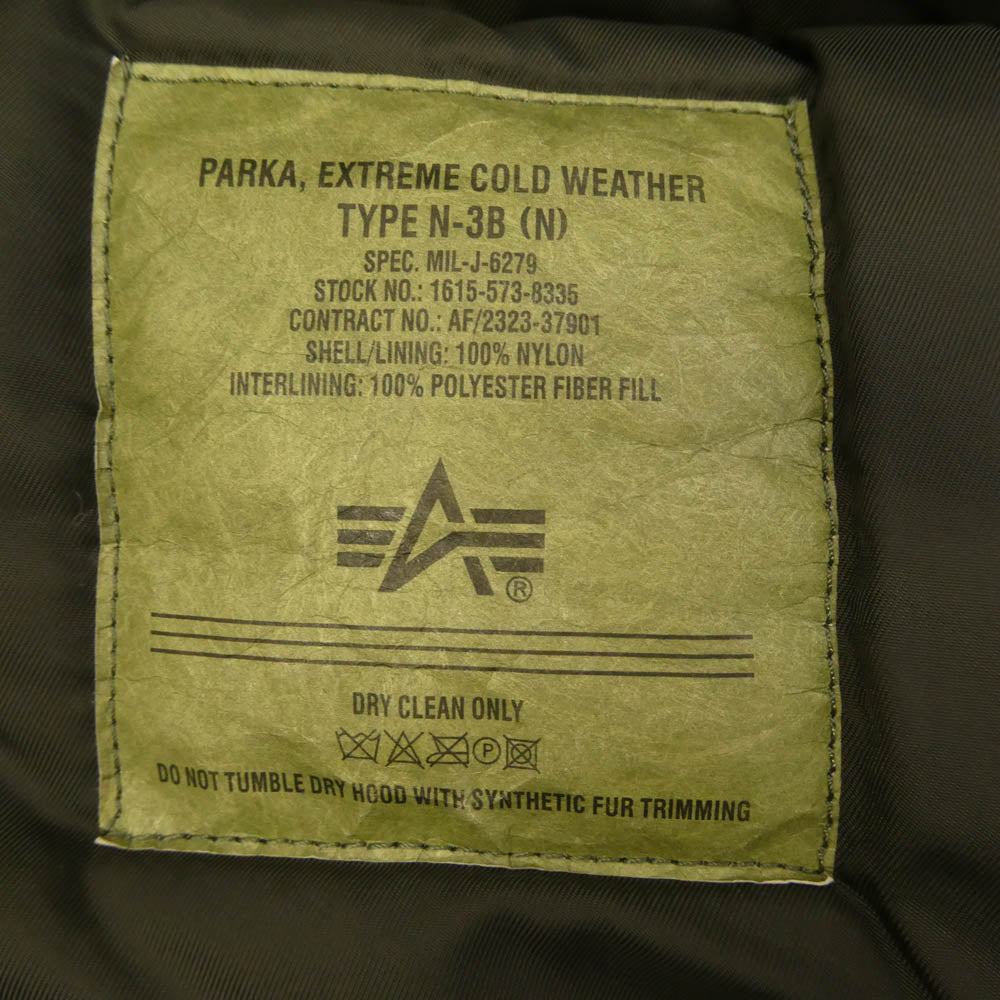 PARKA, EXTREME COLD WEATHER
TYPE N-3B (N)
SPEC. MIL-J-6279
STOCK NO.: 1615-573-8335
CONTRACT NO.: AF/2323-37901
SHELL/LINING: 100% NYLON
INTERLINING: 100% POLYESTER FIBER FILL
®
DRY CLEAN ONLY
P
DO NOT TUMBLE DRY HOOD WITH SYNTHETIC FUR TRIMMING